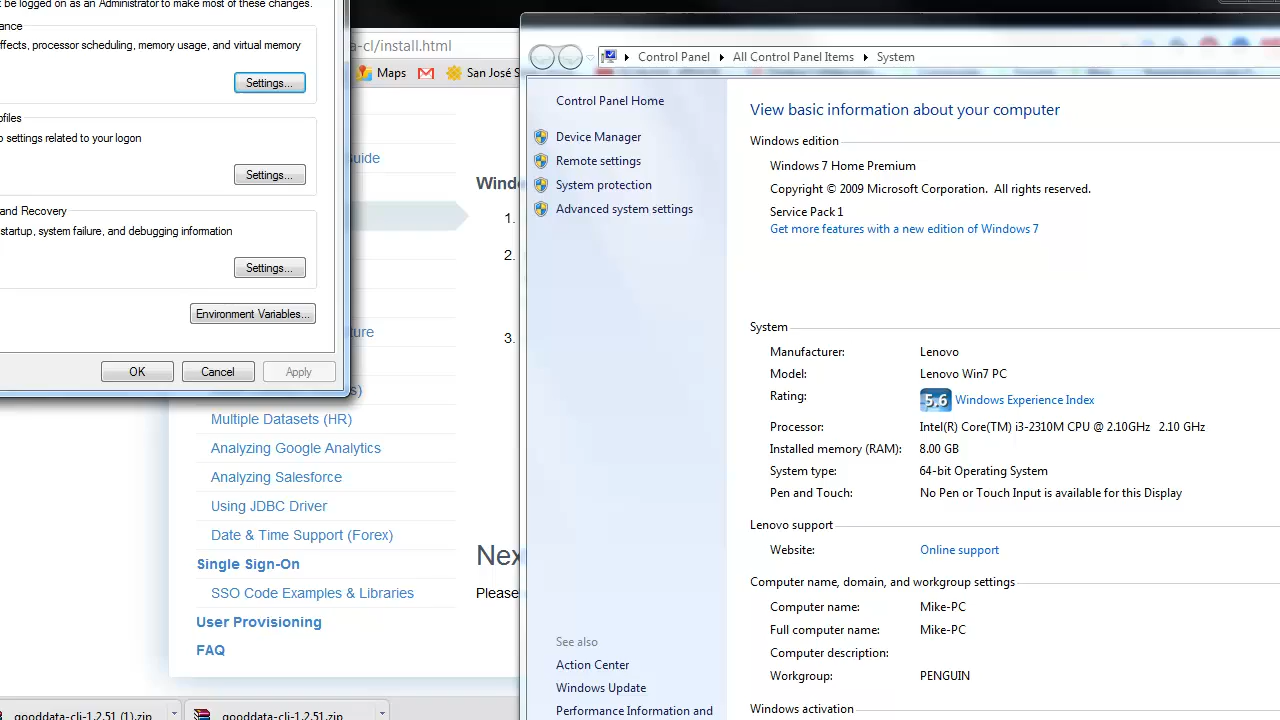 t be logged on as an Administrator to make most of these changes.
ance
effects, processor scheduling, memory usage, and virtual memory
Settings...
ofiles
settings related to your logon
Settings...
and Recovery
startup, system failure, and debugging information
Settings...
Environment Variables...
OK Cancel Apply
a-cl/install.html
Maps San José S
uide
Wind
1.
2.
3.
ture
s)
Multiple Datasets (HR)
Analyzing Google Analytics
Analyzing Salesforce
Using JDBC Driver
Date & Time Support (Forex)
Single Sign-On
SSO Code Examples & Libraries
User Provisioning
FAQ
Nex
Please
gooddata-cli-1.2.51 (1).zip gooddata-cli-1.2.51.zip
Control Panel All Control Panel Items System
Control Panel Home
Device Manager
Remote settings
System protection
Advanced system settings
See also
Action Center
Windows Update
Performance Information and
View basic information about your computer
Windows edition
Windows 7 Home Premium
Copyright © 2009 Microsoft Corporation. All rights reserved.
Service Pack 1
Get more features with a new edition of Windows 7
System
Manufacturer: Lenovo
Model: Lenovo Win7 PC
Rating: 5.6 Windows Experience Index
Processor: Intel(R) Core(TM) i3-2310M CPU @ 2.10GHz 2.10 GHz
Installed memory (RAM): 8.00 GB
System type: 64-bit Operating System
Pen and Touch: No Pen or Touch Input is available for this Display
Lenovo support
Website: Online support
Computer name, domain, and workgroup settings
Computer name: Mike-PC
Full computer name: Mike-PC
Computer description:
Workgroup: PENGUIN
Windows activation